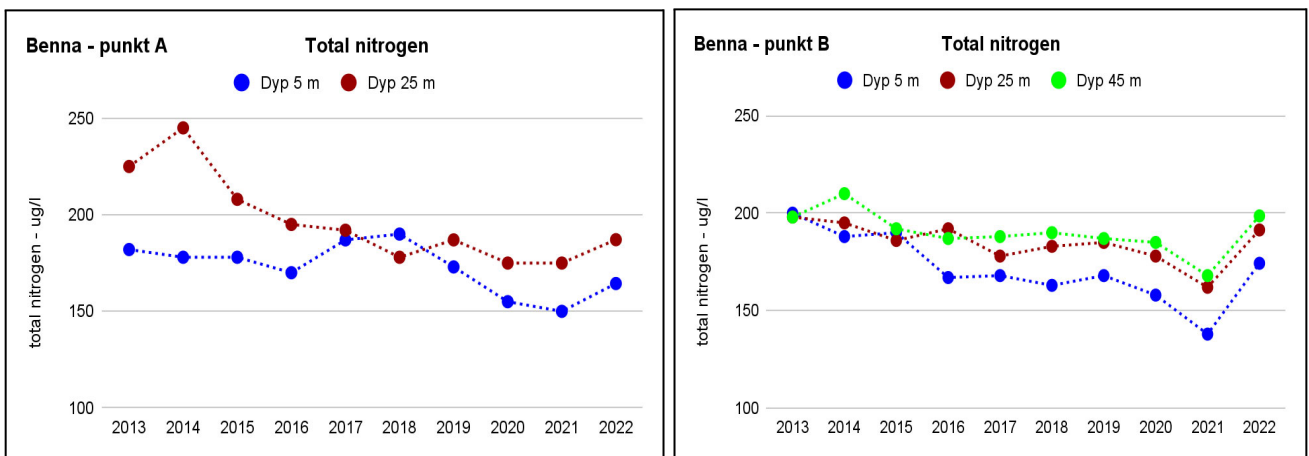 Benna - punkt A Total nitrogen
Dyp 5 m Dyp 25 m
total nitrogen - ug/l
250
200
150
100
2013 2014 2015 2016 2017 2018 2019 2020 2021 2022
Benna - punkt B Total nitrogen
Dyp 5 m Dyp 25 m Dyp 45 m
total nitrogen - ug/l
250
200
150
100
2013 2014 2015 2016 2017 2018 2019 2020 2021 2022